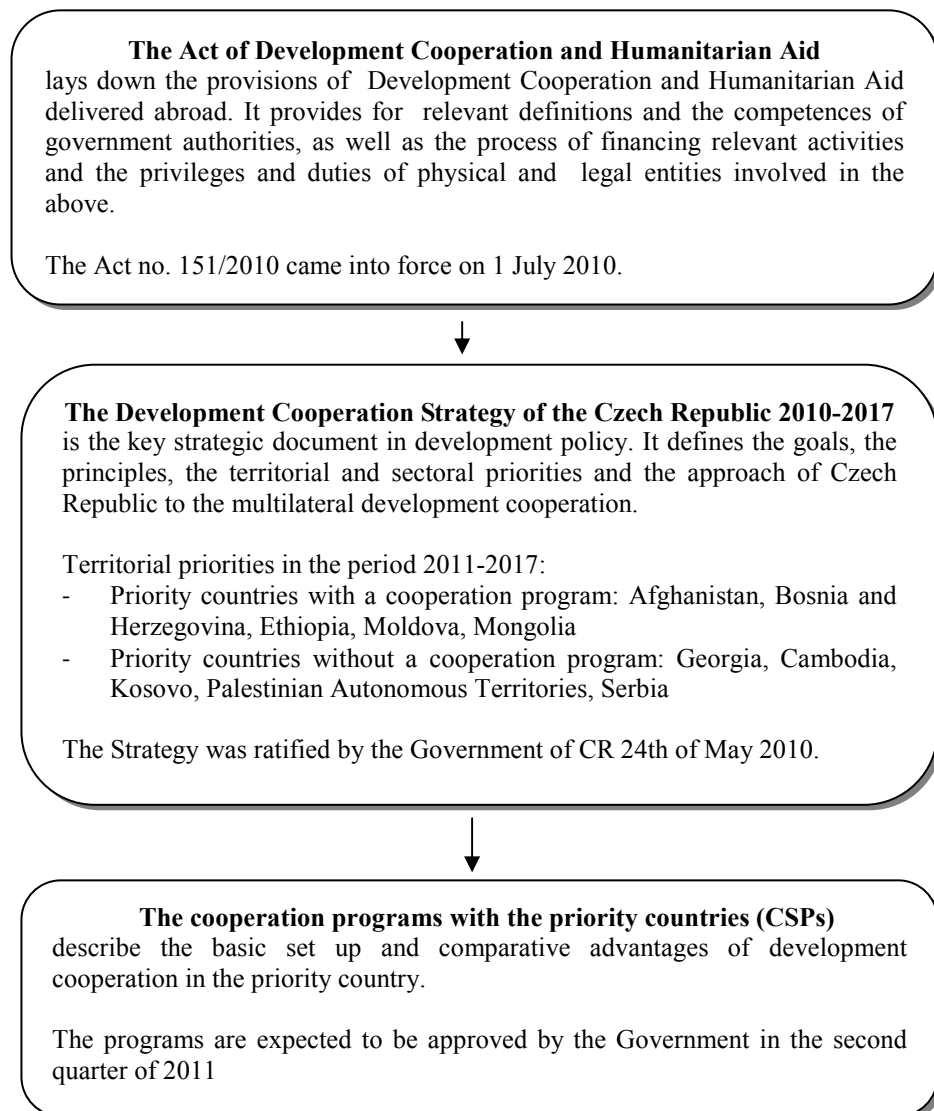 The Act of Development Cooperation and Humanitarian Aid
lays down the provisions of Development Cooperation and Humanitarian Aid
delivered abroad. It provides for relevant definitions and the competences of
government authorities, as well as the process of financing relevant activities
and the privileges and duties of physical and legal entities involved in the
above.
The Act no. 151/2010 came into force on 1 July 2010.
The Development Cooperation Strategy of the Czech Republic 2010-2017
is the key strategic document in development policy. It defines the goals, the
principles, the territorial and sectoral priorities and the approach of Czech
Republic to the multilateral development cooperation.
Territorial priorities in the period 2011-2017:
- Priority countries with a cooperation program: Afghanistan, Bosnia and
Herzegovina, Ethiopia, Moldova, Mongolia
- Priority countries without a cooperation program: Georgia, Cambodia,
Kosovo, Palestinian Autonomous Territories, Serbia
The Strategy was ratified by the Government of CR 24th of May 2010.
The cooperation programs with the priority countries (CSPs)
describe the basic set up and comparative advantages of development
cooperation in the priority country.
The programs are expected to be approved by the Government in the second
quarter of 2011